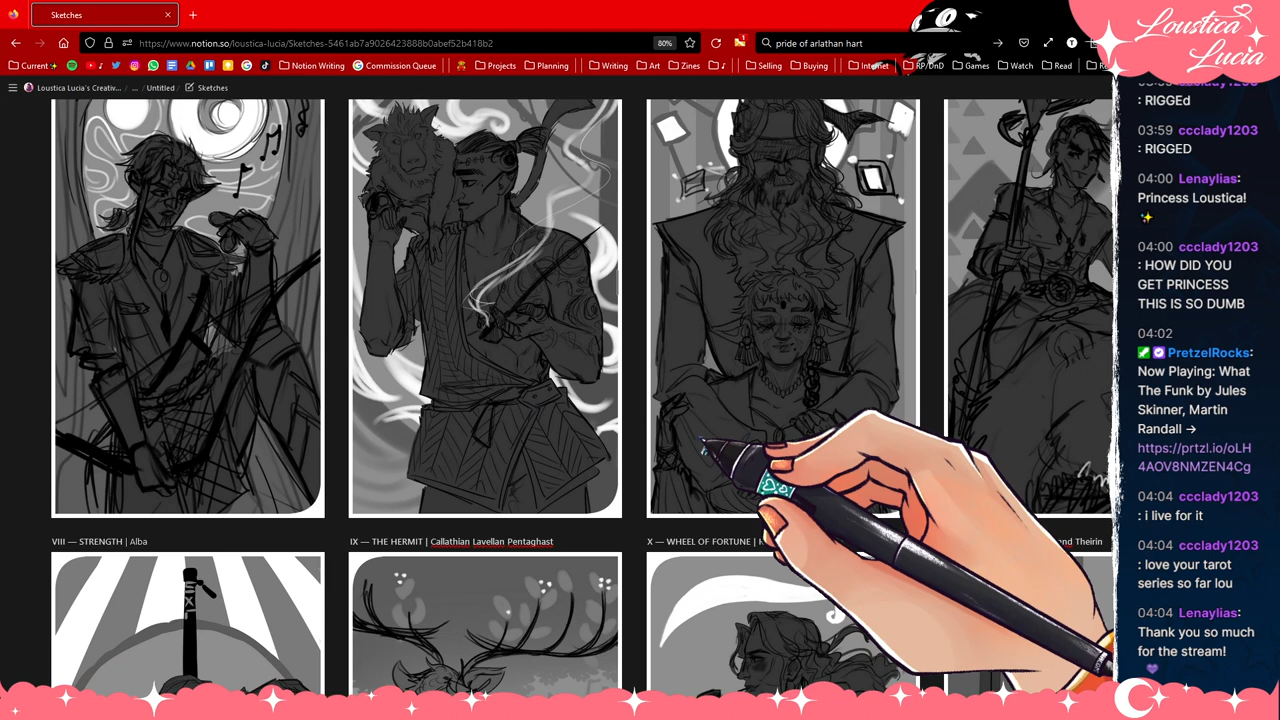 Sketches
https://www.notion.so/loustica-lucia/Sketches-5461ab7a9026423888b0abef52b418b2
80%
1
pride of arlathan hart
Current
Notion Writing
Commission Queue
Projects
Planning
Writing
Art
Zines
Selling
Buying
Internet
RP/DnD
Games
Watch
Read
Loustica Lucia's Creativ... / ... / Untitled / Sketches
Loustica
Lucia
: RIGGEd
03:59 ccclady1203
: RIGGED
04:00 Lenaylias:
Princess Loustica!
04:00 ccclady1203
: HOW DID YOU
GET PRINCESS
THIS IS SO DUMB
04:02
PretzelRocks:
Now Playing: What
The Funk by Jules
Skinner, Martin
Randall →
https://prtzl.io/oLH
4AOV8NMZEN4Cg
04:04 ccclady1203
: i live for it
04:04 ccclady1203
: love your tarot
series so far lou
04:04 Lenaylias:
Thank you so much
for the stream!
VIII — STRENGTH | Alba
IX — THE HERMIT | Callathian Lavellan Pentaghast
X — WHEEL OF FORTUNE |
Theirin